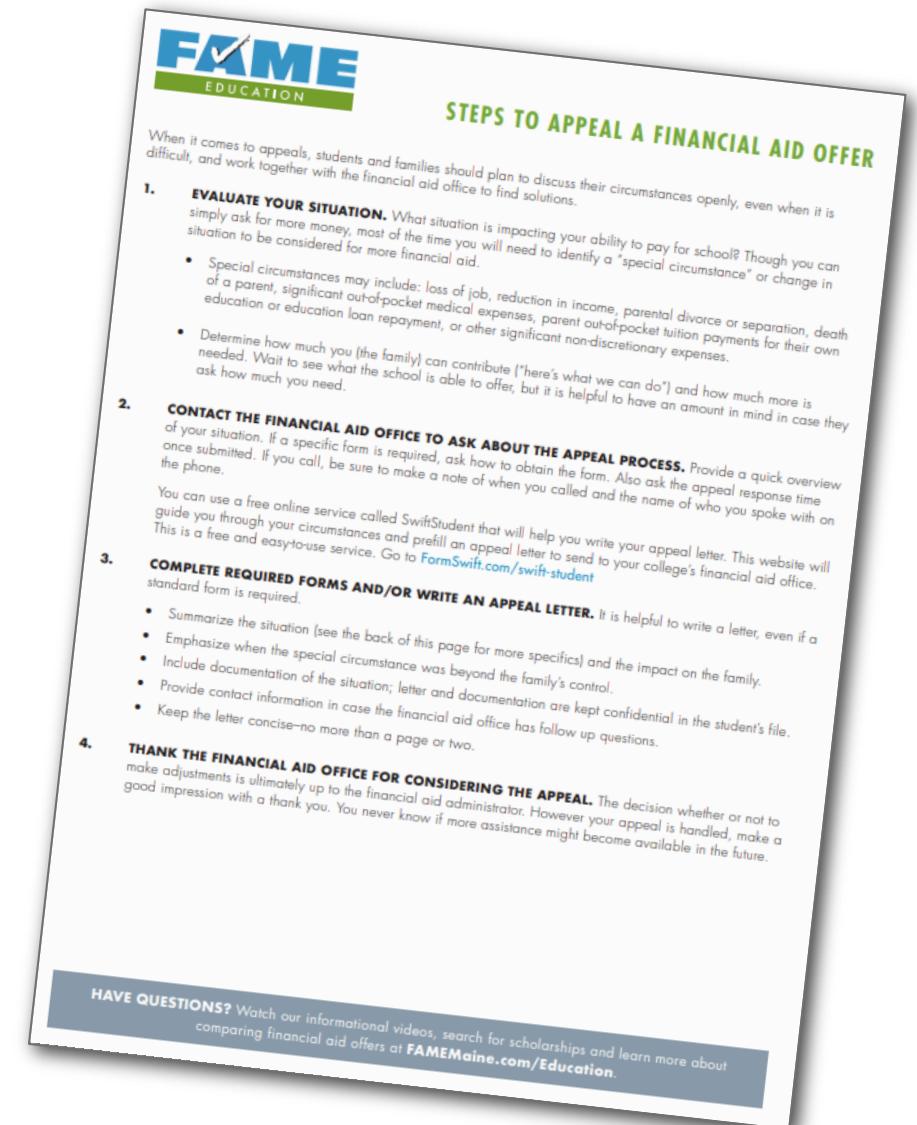 FAME
EDUCATION
STEPS TO APPEAL A FINANCIAL AID OFFER
When it comes to appeals, students and families should plan to discuss their circumstances openly, even when it is
difficult, and work together with the financial aid office to find solutions.
1. EVALUATE YOUR SITUATION. What situation is impacting your ability to pay for school? Though you can
simply ask for more money, most of the time you will need to identify a "special circumstance" or change in
situation to be considered for more financial aid.
• Special circumstances may include: loss of job, reduction in income, parental divorce or separation, death
of a parent, significant out-of-pocket medical expenses, parent out-of-pocket tuition payments for their own
education or education loan repayment, or other significant non-discretionary expenses.
• Determine how much you (the family) can contribute ("here's what we can do") and how much more is
needed. Wait to see what the school is able to offer, but it is helpful to have an amount in mind in case they
ask how much you need.
2. CONTACT THE FINANCIAL AID OFFICE TO ASK ABOUT THE APPEAL PROCESS. Provide a quick overview
of your situation. If a specific form is required, ask how to obtain the form. Also ask the appeal response time
once submitted. If you call, be sure to make a note of when you called and the name of who you spoke with on
the phone.
You can use a free online service called SwiftStudent that will help you write your appeal letter. This website will
guide you through your circumstances and prefill an appeal letter to send to your college's financial aid office.
This is a free and easy-to-use service. Go to FormSwift.com/swift-student
3. COMPLETE REQUIRED FORMS AND/OR WRITE AN APPEAL LETTER. It is helpful to write a letter, even if a
standard form is required.
• Summarize the situation (see the back of this page for more specifics) and the impact on the family.
• Emphasize when the special circumstance was beyond the family's control.
• Include documentation of the situation; letter and documentation are kept confidential in the student's file.
• Provide contact information in case the financial aid office has follow up questions.
• Keep the letter concise—no more than a page or two.
4. THANK THE FINANCIAL AID OFFICE FOR CONSIDERING THE APPEAL. The decision whether or not to
make adjustments is ultimately up to the financial aid administrator. However your appeal is handled, make a
good impression with a thank you. You never know if more assistance might become available in the future.
HAVE QUESTIONS? Watch our informational videos, search for scholarships and learn more about
comparing financial aid offers at FAMEMaine.com/Education.